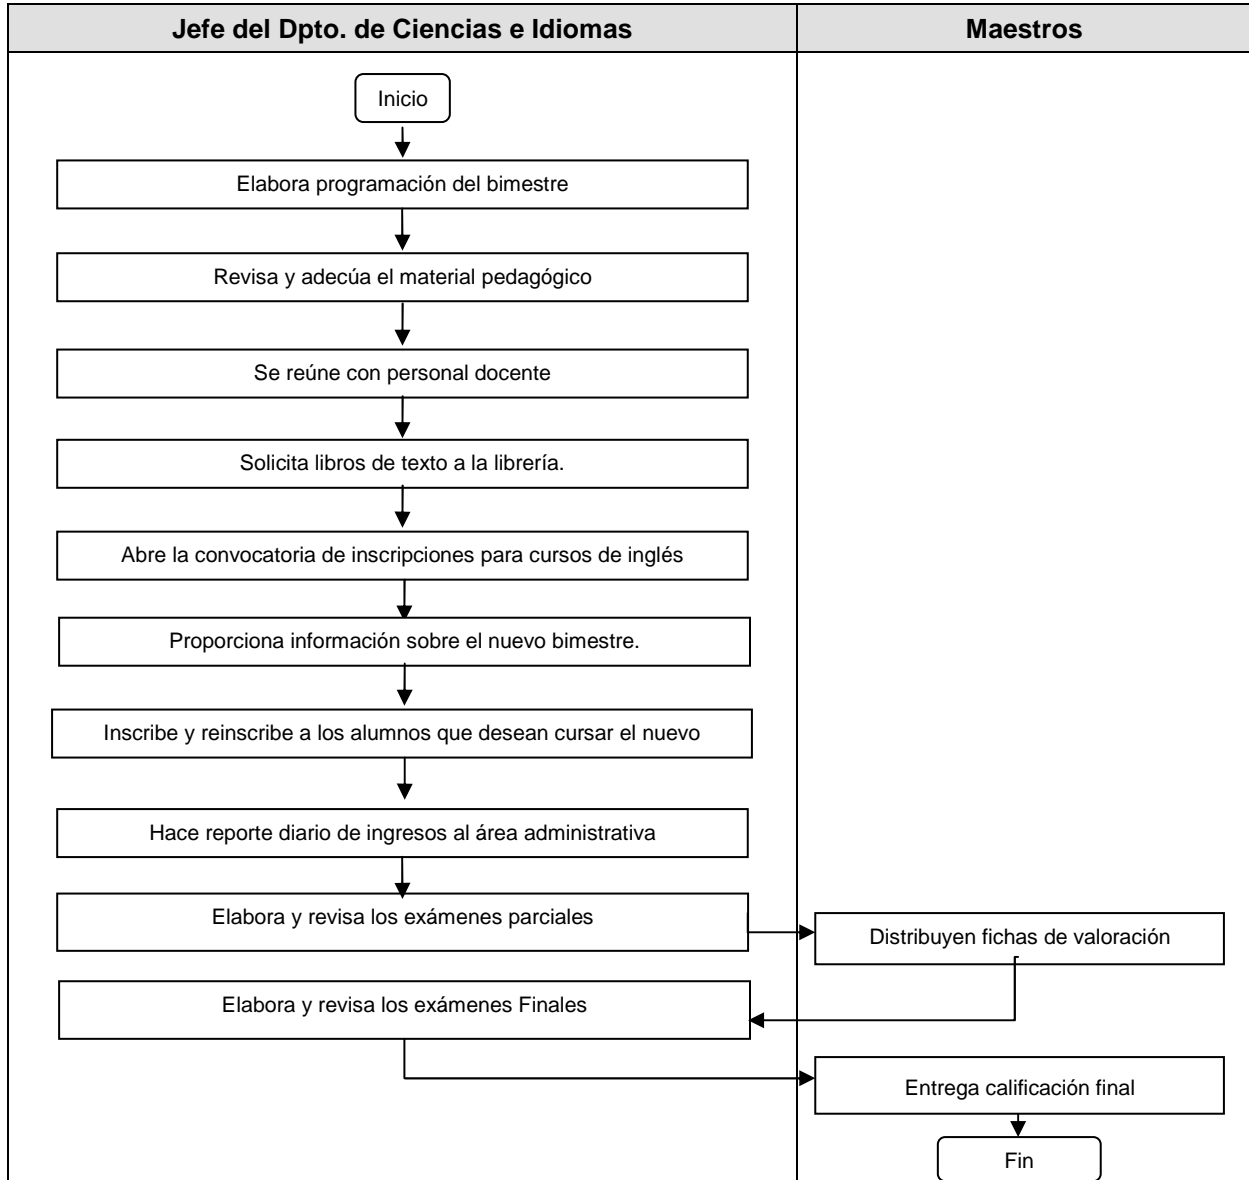 Jefe del Dpto. de Ciencias e Idiomas
Maestros
Inicio
Elabora programación del bimestre
Revisa y adecúa el material pedagógico
Se reúne con personal docente
Solicita libros de texto a la librería.
Abre la convocatoria de inscripciones para cursos de inglés
Proporciona información sobre el nuevo bimestre.
Inscribe y reinscribe a los alumnos que desean cursar el nuevo
Hace reporte diario de ingresos al área administrativa
Elabora y revisa los exámenes parciales
Distribuyen fichas de valoración
Elabora y revisa los exámenes Finales
Entrega calificación final
Fin